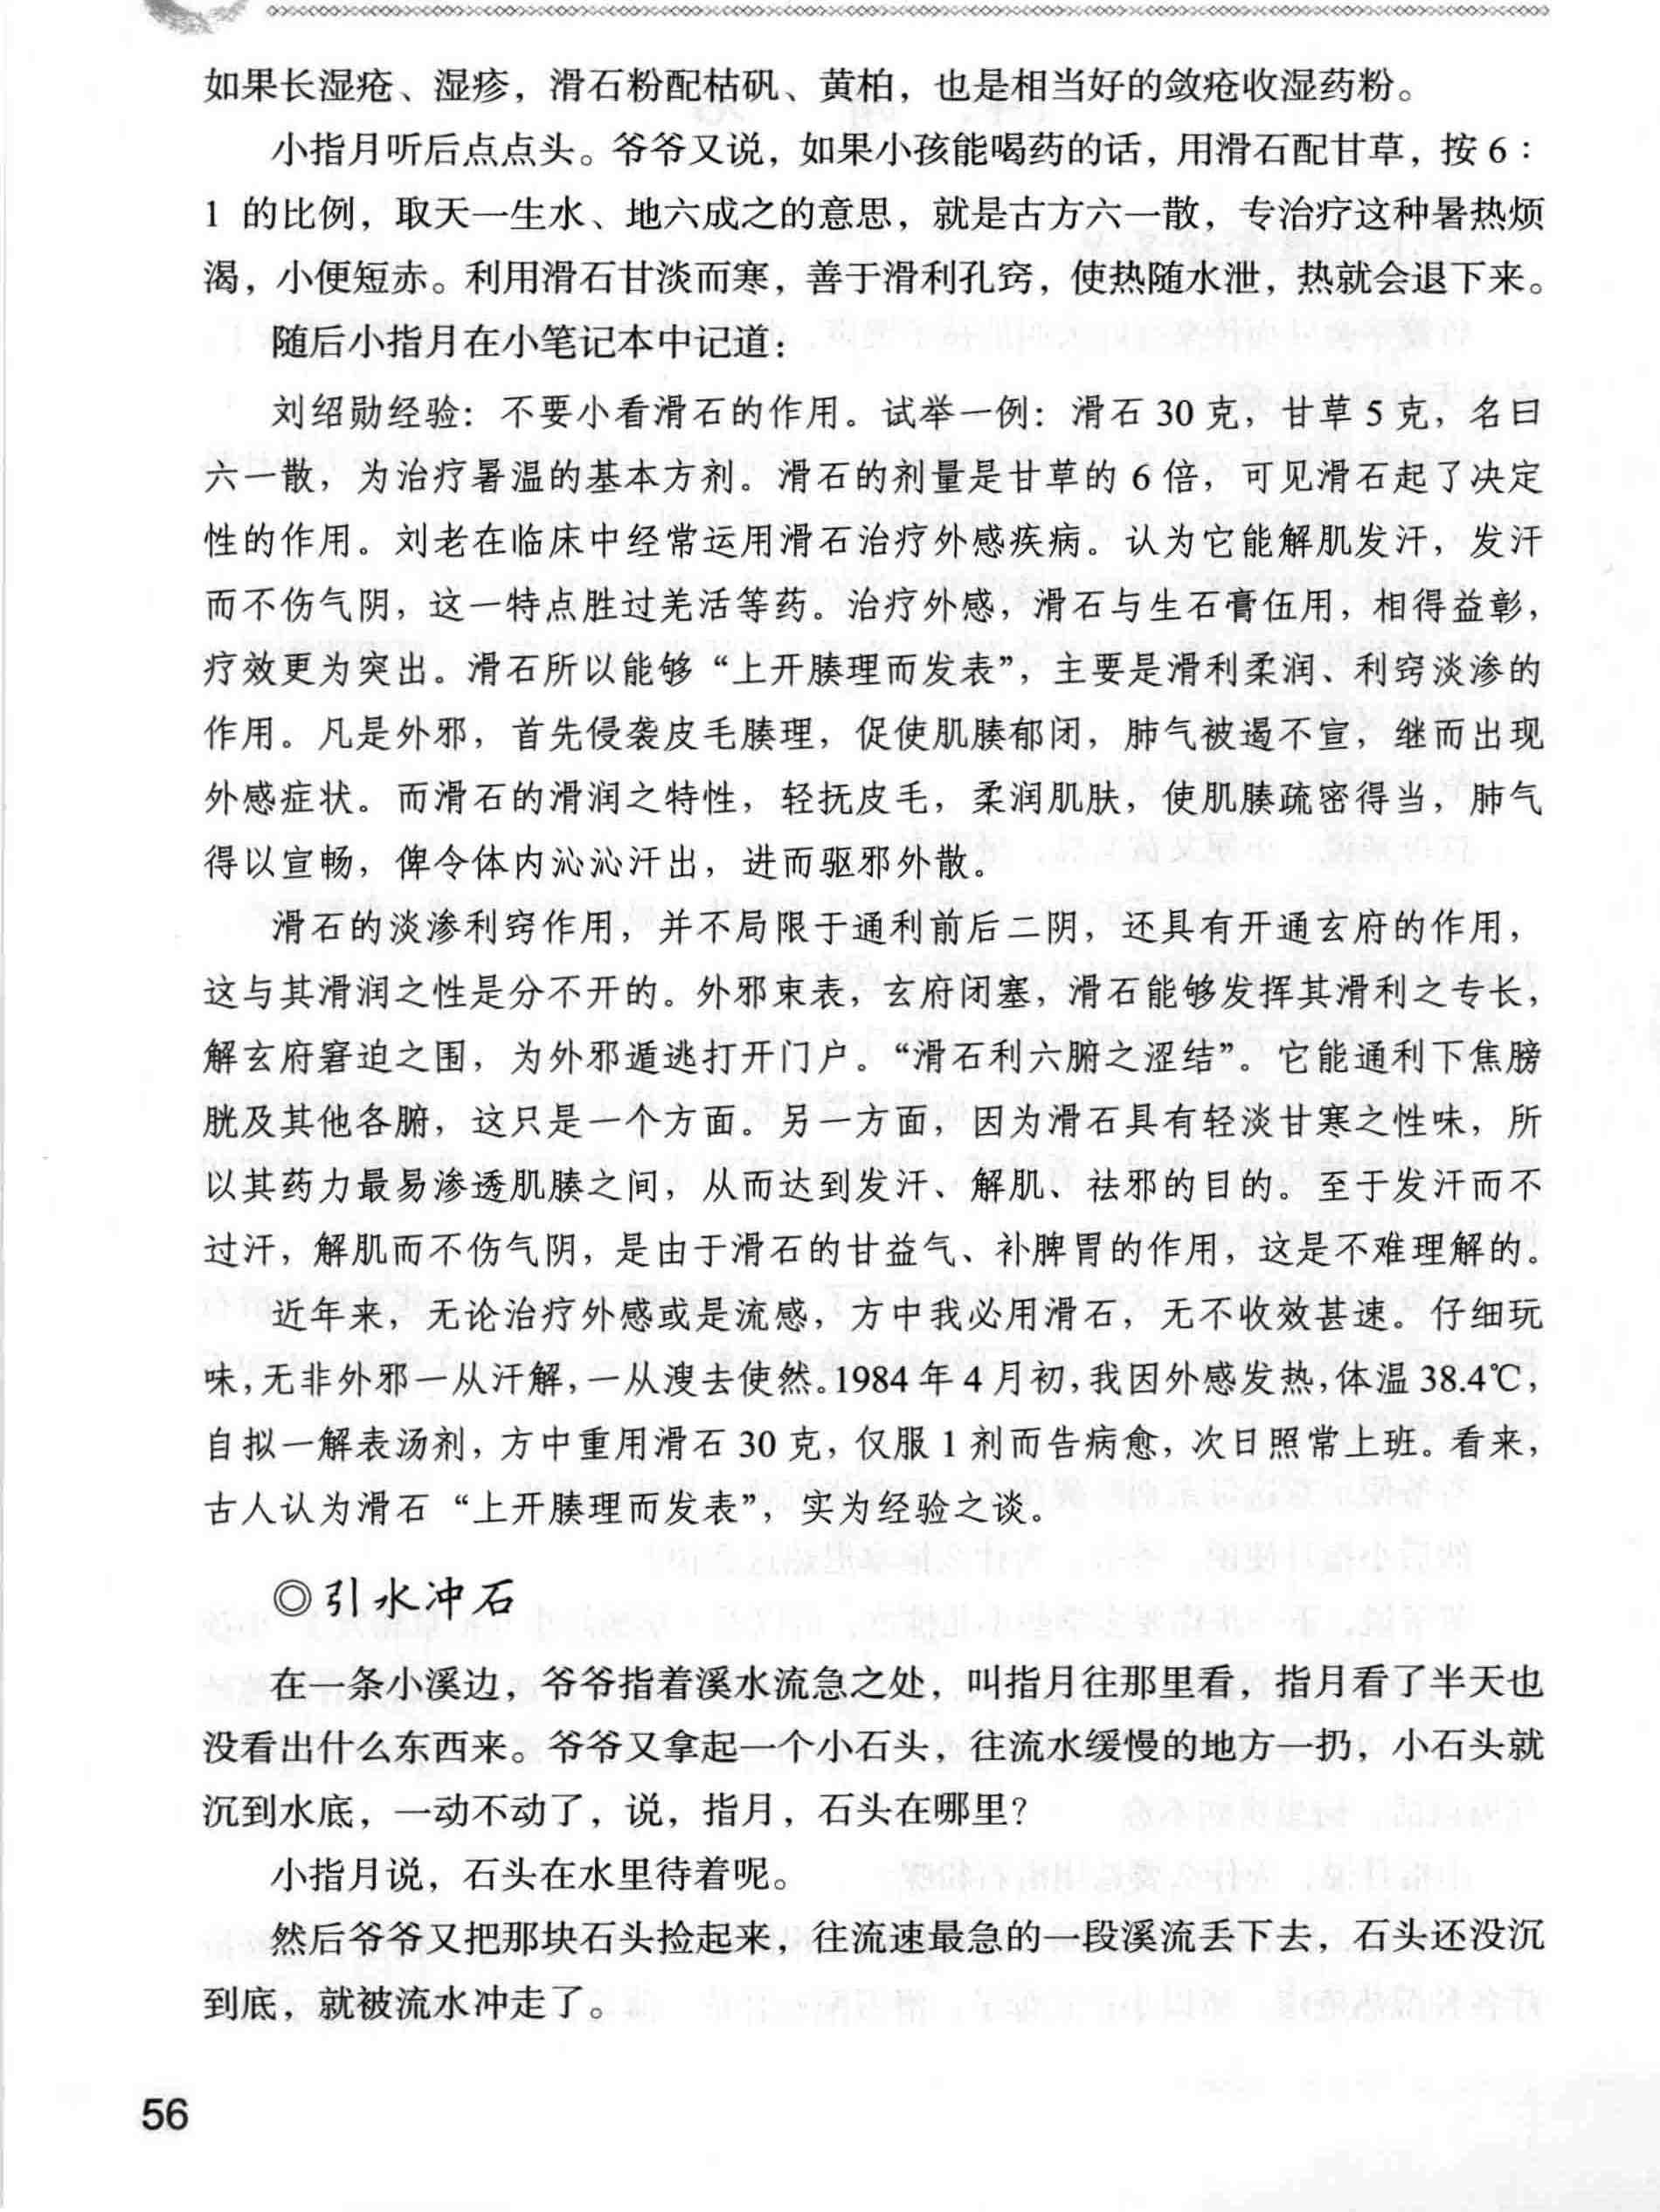 如果长湿疮、湿疹，滑石粉配枯矾、黄柏，也是相当好的敛疮收湿药粉。
小指月听后点点头。爷爷又说，如果小孩能喝药的话，用滑石配甘草，按 6：
1 的比例，取天一生水、地六成之的意思，就是古方六一散，专治疗这种暑热烦
渴，小便短赤。利用滑石甘淡而寒，善于滑利孔窍，使热随水泄，热就会退下来。
随后小指月在小笔记本中记道：
刘绍勋经验：不要小看滑石的作用。试举一例：滑石 30 克，甘草 5 克，名曰
六一散，为治疗暑温的基本方剂。滑石的剂量是甘草的 6 倍，可见滑石起了决定
性的作用。刘老在临床中经常运用滑石治疗外感疾病。认为它能解肌发汗，发汗
而不伤气阴，这一特点胜过羌活等药。治疗外感，滑石与生石膏伍用，相得益彰，
疗效更为突出。滑石所以能够“上开腠理而发表”，主要是滑利柔润、利窍淡渗的
作用。凡是外邪，首先侵袭皮毛腠理，促使肌腠郁闭，肺气被遏不宣，继而出现
外感症状。而滑石的滑润之特性，轻抚皮毛，柔润肌肤，使肌腠疏密得当，肺气
得以宣畅，俾令体内沁沁汗出，进而驱邪外散。
滑石的淡渗利窍作用，并不局限于通利前后二阴，还具有开通玄府的作用，
这与其滑润之性是分不开的。外邪束表，玄府闭塞，滑石能够发挥其滑利之专长，
解玄府窘迫之围，为外邪遁逃打开门户。“滑石利六腑之涩结”。它能通利下焦膀
胱及其他各腑，这只是一个方面。另一方面，因为滑石具有轻淡甘寒之性味，所
以其药力最易渗透肌腠之间，从而达到发汗、解肌、祛邪的目的。至于发汗而不
过汗，解肌而不伤气阴，是由于滑石的甘益气、补脾胃的作用，这是不难理解的。
近年来，无论治疗外感或是流感，方中我必用滑石，无不收效甚速。仔细玩
味，无非外邪一从汗解，一从溲去使然。1984 年 4 月初，我因外感发热，体温 38.4℃，
自拟一解表汤剂，方中重用滑石 30 克，仅服 1 剂而告病愈，次日照常上班。看来，
古人认为滑石“上开腠理而发表”，实为经验之谈。
◎引水冲石
在一条小溪边，爷爷指着溪水流急之处，叫指月往那里看，指月看了半天也
没看出什么东西来。爷爷又拿起一个小石头，往流水缓慢的地方一扔，小石头就
沉到水底，一动不动了，说，指月，石头在哪里？
小指月说，石头在水里待着呢。
然后爷爷又把那块石头捡起来，往流速最急的一段溪流丢下去，石头还没沉
到底，就被流水冲走了。
56